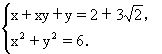 x + xy + y = 2 + 3√2,
x² + y² = 6.